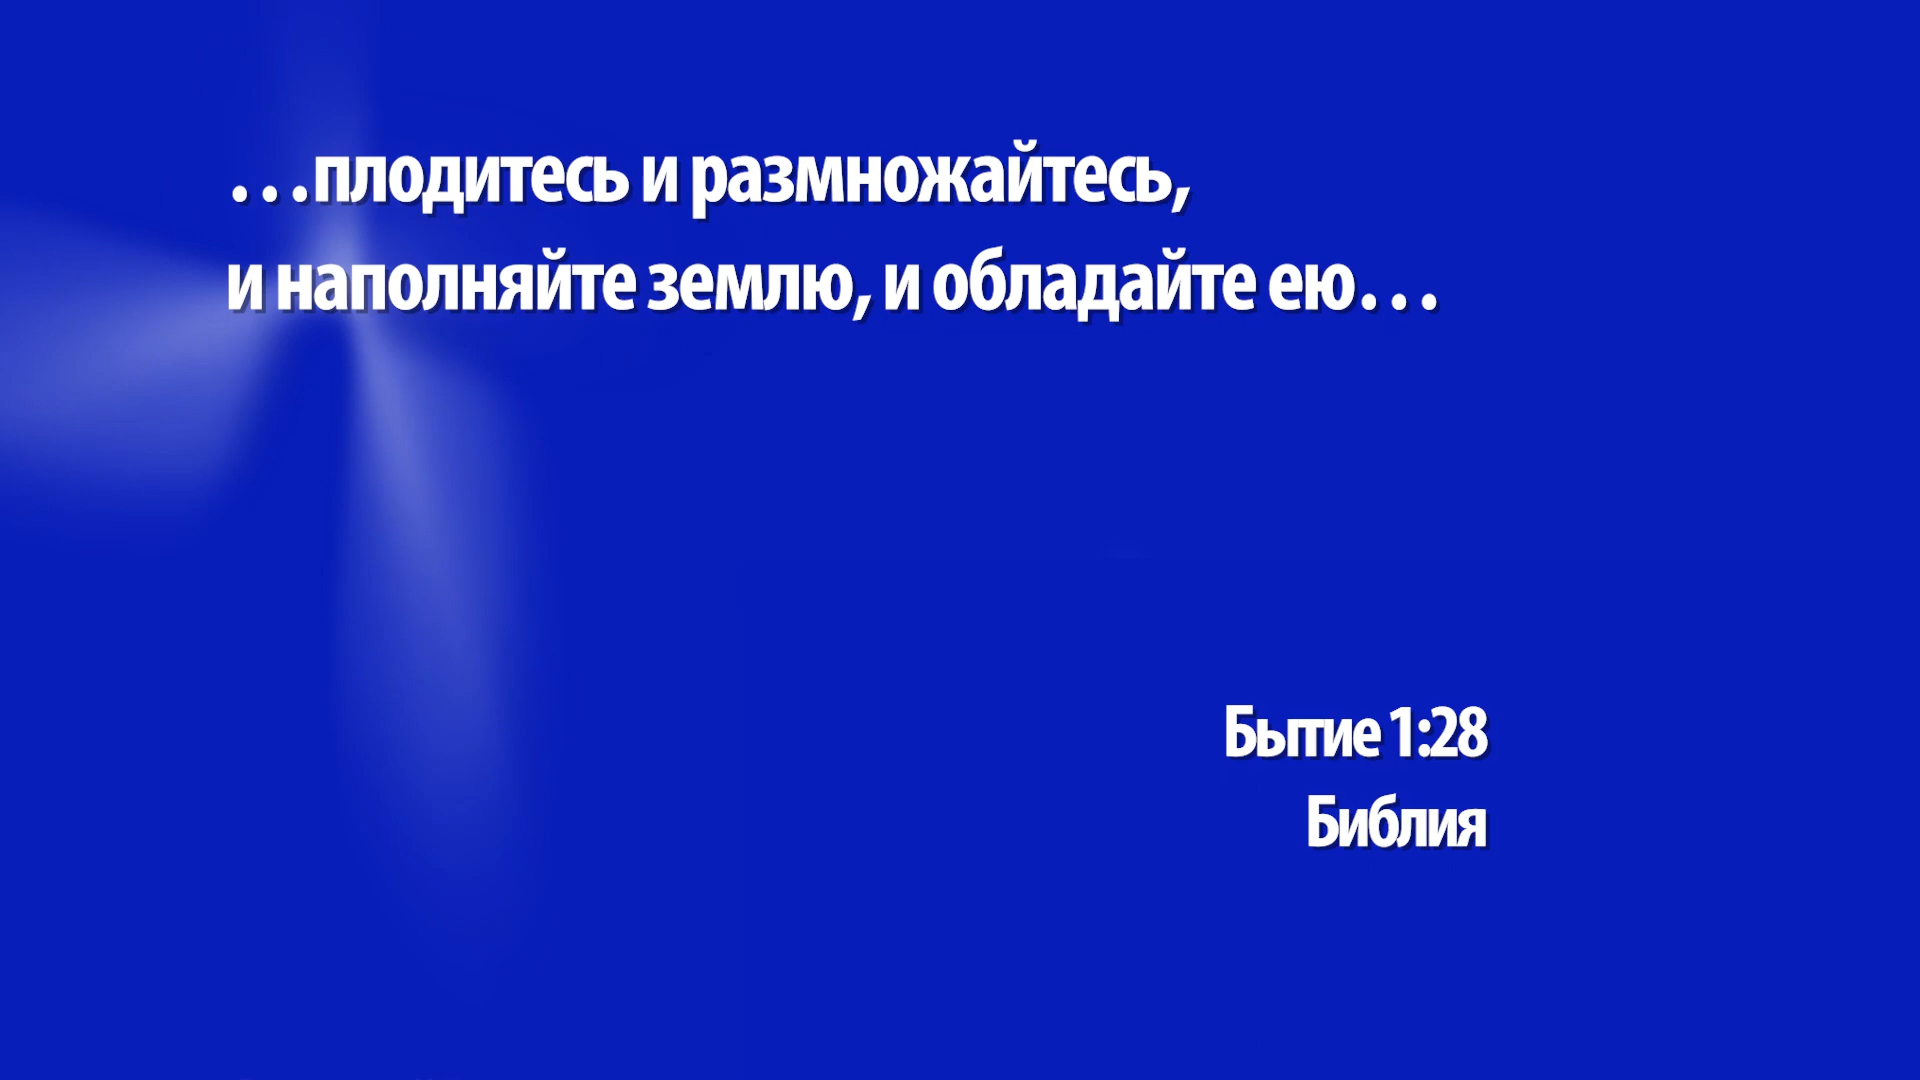 …плодитесь и размножайтесь,
и наполняйте землю, и обладайте ею…
Бытие 1:28
Библия